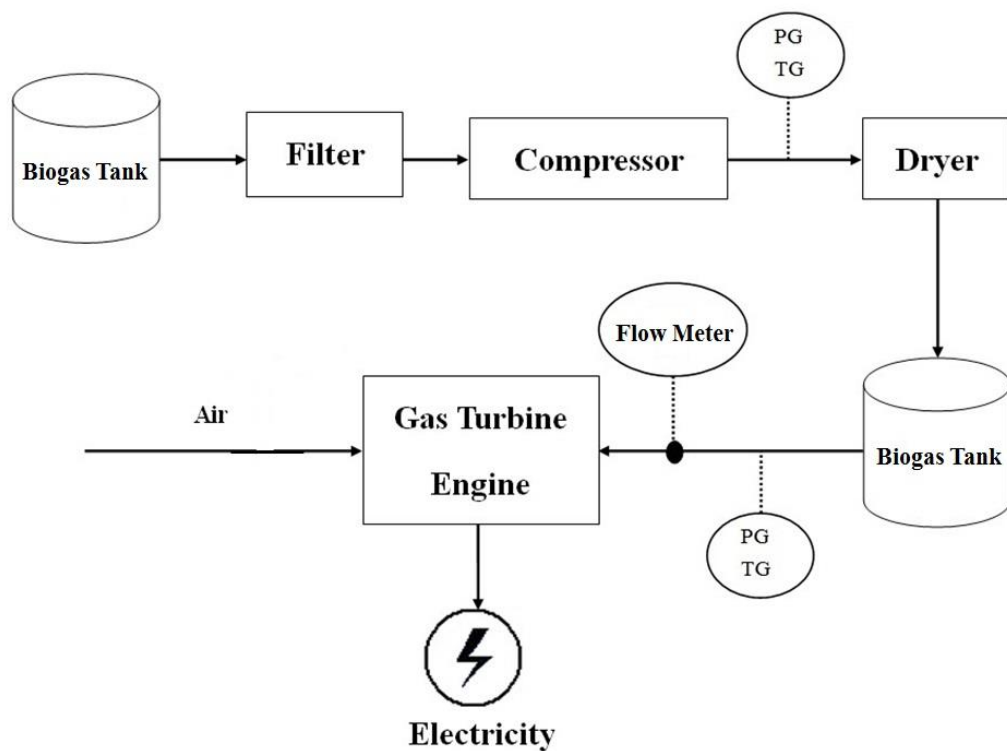 PG
TG
Biogas Tank
Filter
Compressor
Dryer
Flow Meter
Air
Gas Turbine
Engine
Biogas Tank
PG
TG
Electricity